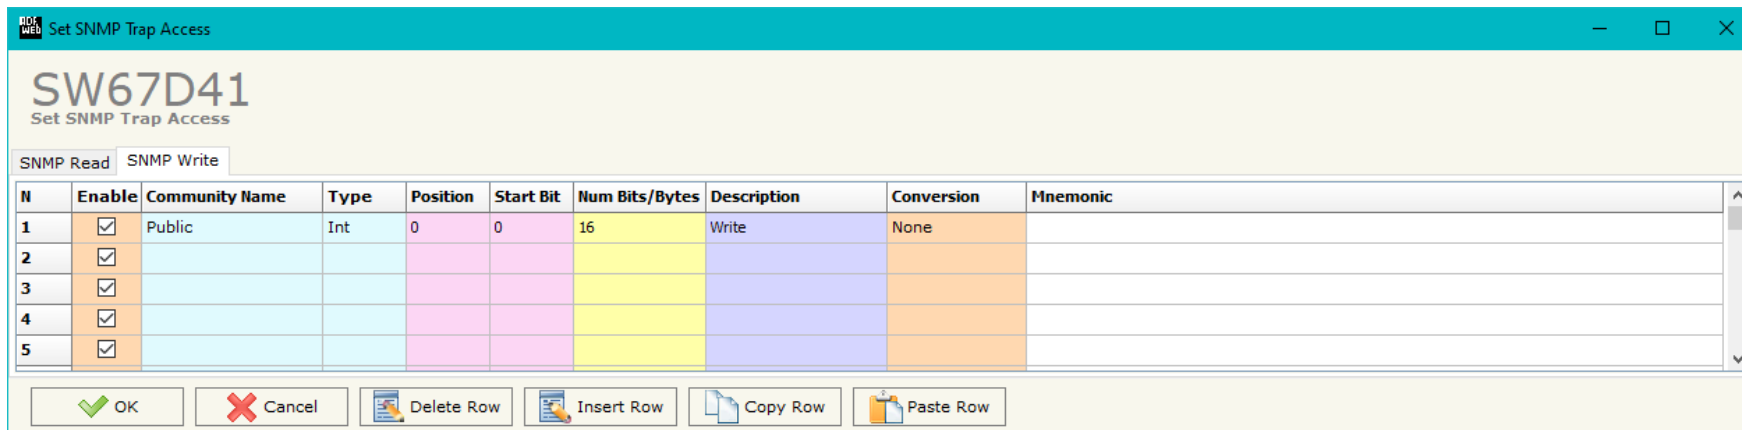 ADF WEB Set SNMP Trap Access
SW67D41
Set SNMP Trap Access
SNMP Read SNMP Write
N Enable Community Name Type Position Start Bit Num Bits/Bytes Description Conversion Mnemonic
1 Public Int 0 0 16 Write None
2
3
4
5
OK Cancel Delete Row Insert Row Copy Row Paste Row